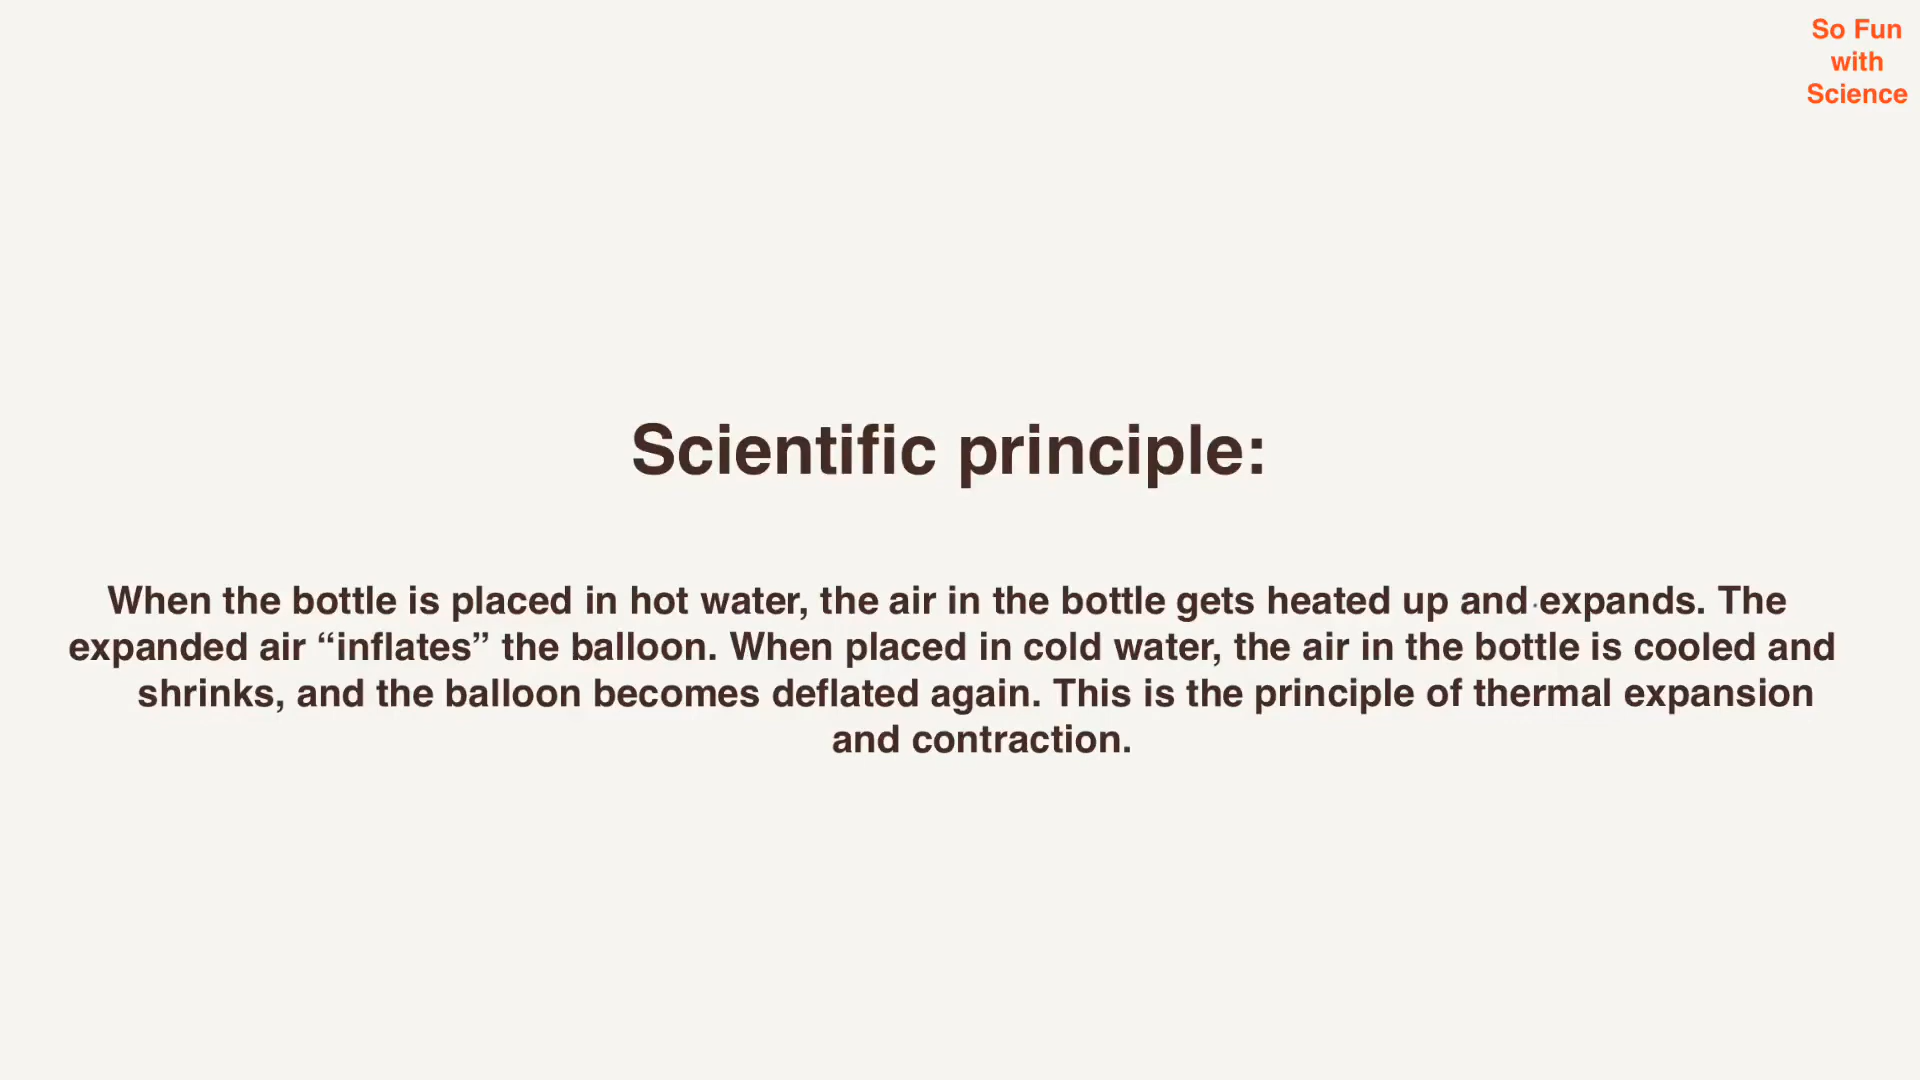 So Fun
with
Science
Scientific principle:
When the bottle is placed in hot water, the air in the bottle gets heated up and expands. The
expanded air “inflates” the balloon. When placed in cold water, the air in the bottle is cooled and
shrinks, and the balloon becomes deflated again. This is the principle of thermal expansion
and contraction.